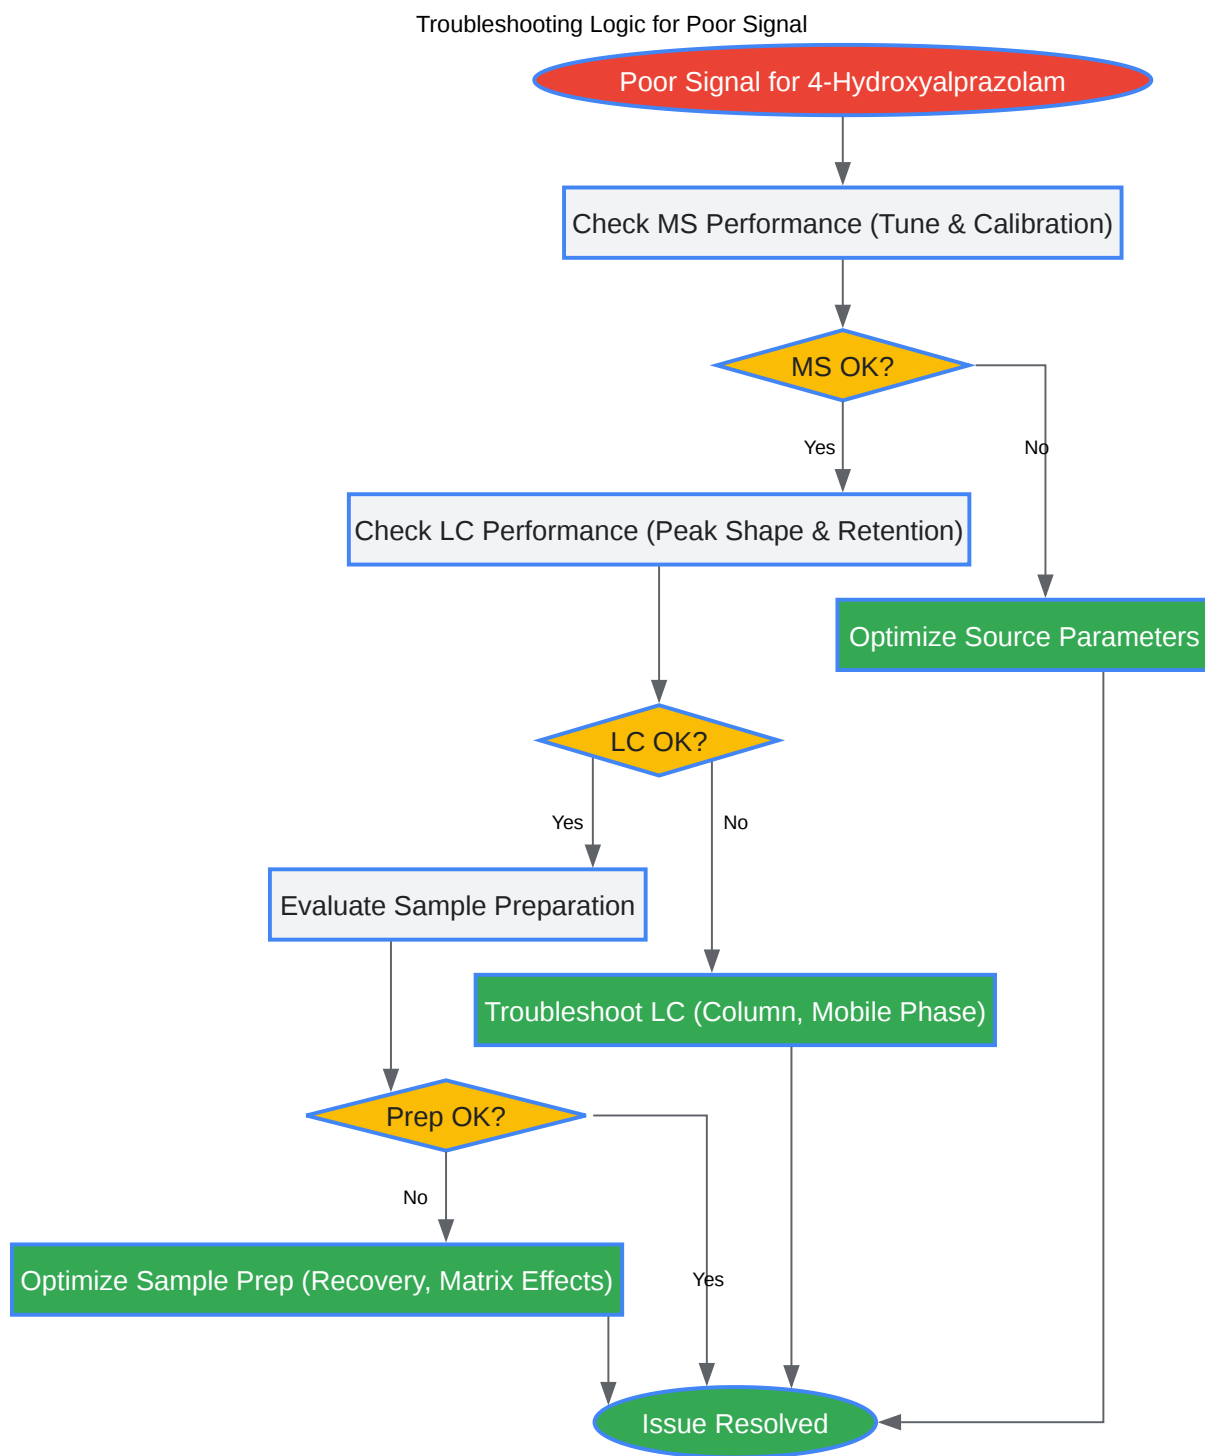 Troubleshooting Logic for Poor Signal
Poor Signal for 4-Hydroxyalprazolam
Check MS Performance (Tune & Calibration)
MS OK?
Yes
No
Check LC Performance (Peak Shape & Retention)
Optimize Source Parameters
LC OK?
Yes
No
Evaluate Sample Preparation
Troubleshoot LC (Column, Mobile Phase)
Prep OK?
No
Yes
Optimize Sample Prep (Recovery, Matrix Effects)
Issue Resolved